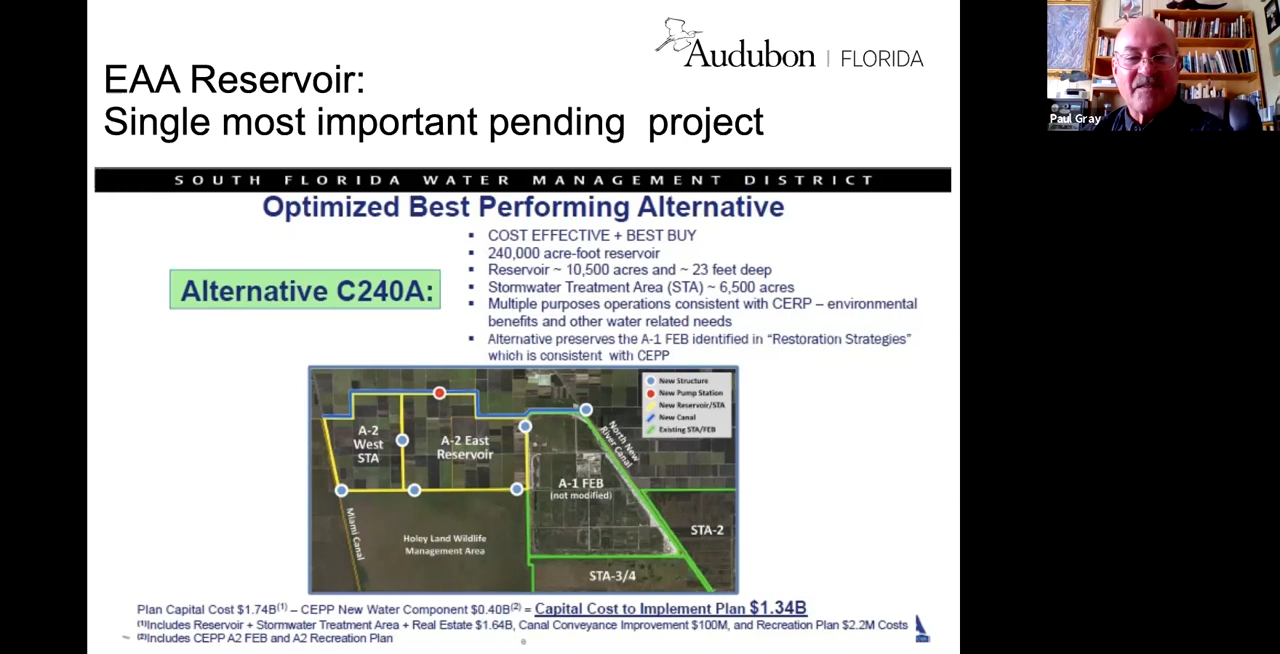 Audubon | FLORIDA
EAA Reservoir:
Single most important pending project
Paul Gray
SOUTH FLORIDA WATER MANAGEMENT DISTRICT
Optimized Best Performing Alternative
Alternative C240A:
▪ COST EFFECTIVE + BEST BUY
▪ 240,000 acre-foot reservoir
▪ Reservoir ~ 10,500 acres and ~ 23 feet deep
▪ Stormwater Treatment Area (STA) ~ 6,500 acres
▪ Multiple purposes operations consistent with CERP – environmental
benefits and other water related needs
▪ Alternative preserves the A-1 FEB identified in “Restoration Strategies”
which is consistent with CEPP
New Structure
New Pump Station
New Reservoir/STA
New Canal
Existing STA/FEB
A-2
West
STA
A-2 East
Reservoir
North New
River Canal
A-1 FEB
(not modified)
Miami Canal
Holey Land Wildlife
Management Area
STA-2
STA-3/4
Plan Capital Cost $1.74B(1) – CEPP New Water Component $0.40B(2) = Capital Cost to Implement Plan $1.34B
(1)Includes Reservoir + Stormwater Treatment Area + Real Estate $1.64B, Canal Conveyance Improvement $100M, and Recreation Plan $2.2M Costs
(2)Includes CEPP A2 FEB and A2 Recreation Plan